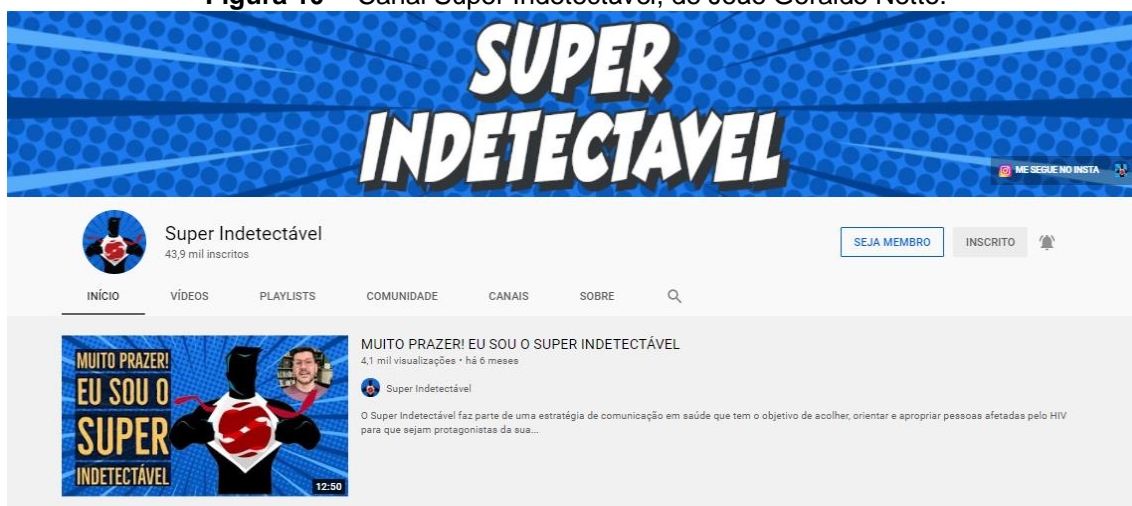 Figura 10 – Canal Super Indetestável, de João Geraldo Netto.
SUPER
INDETECTAVEL
ME SEGUE NO INSTA
Super Indetectável
43,9 mil inscritos
SEJA MEMBRO
INSCRITO
INÍCIO
VÍDEOS
PLAYLISTS
COMUNIDADE
CANAIS
SOBRE
MUITO PRAZER!
EU SOU O
SUPER
INDETECTÁVEL
12:50
MUITO PRAZER! EU SOU O SUPER INDETECTÁVEL
4,1 mil visualizações • há 6 meses
Super Indetectável
O Super Indetectável faz parte de uma estratégia de comunicação em saúde que tem o objetivo de acolher, orientar e apropriar pessoas afetadas pelo HIV
para que sejam protagonistas da sua...